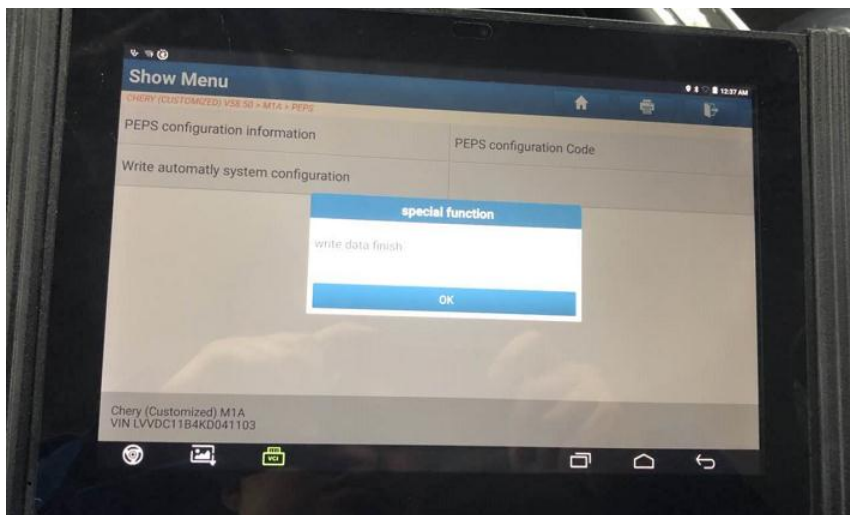 Show Menu
12:37 AM
CHERY (CUSTOMIZED) V38.50 > M1A > PEPS
PEPS configuration information
PEPS configuration Code
Write automatly system configuration
special function
write data finish
OK
Chery (Customized) M1A
VIN LVVDC11B4KD041103
VCI